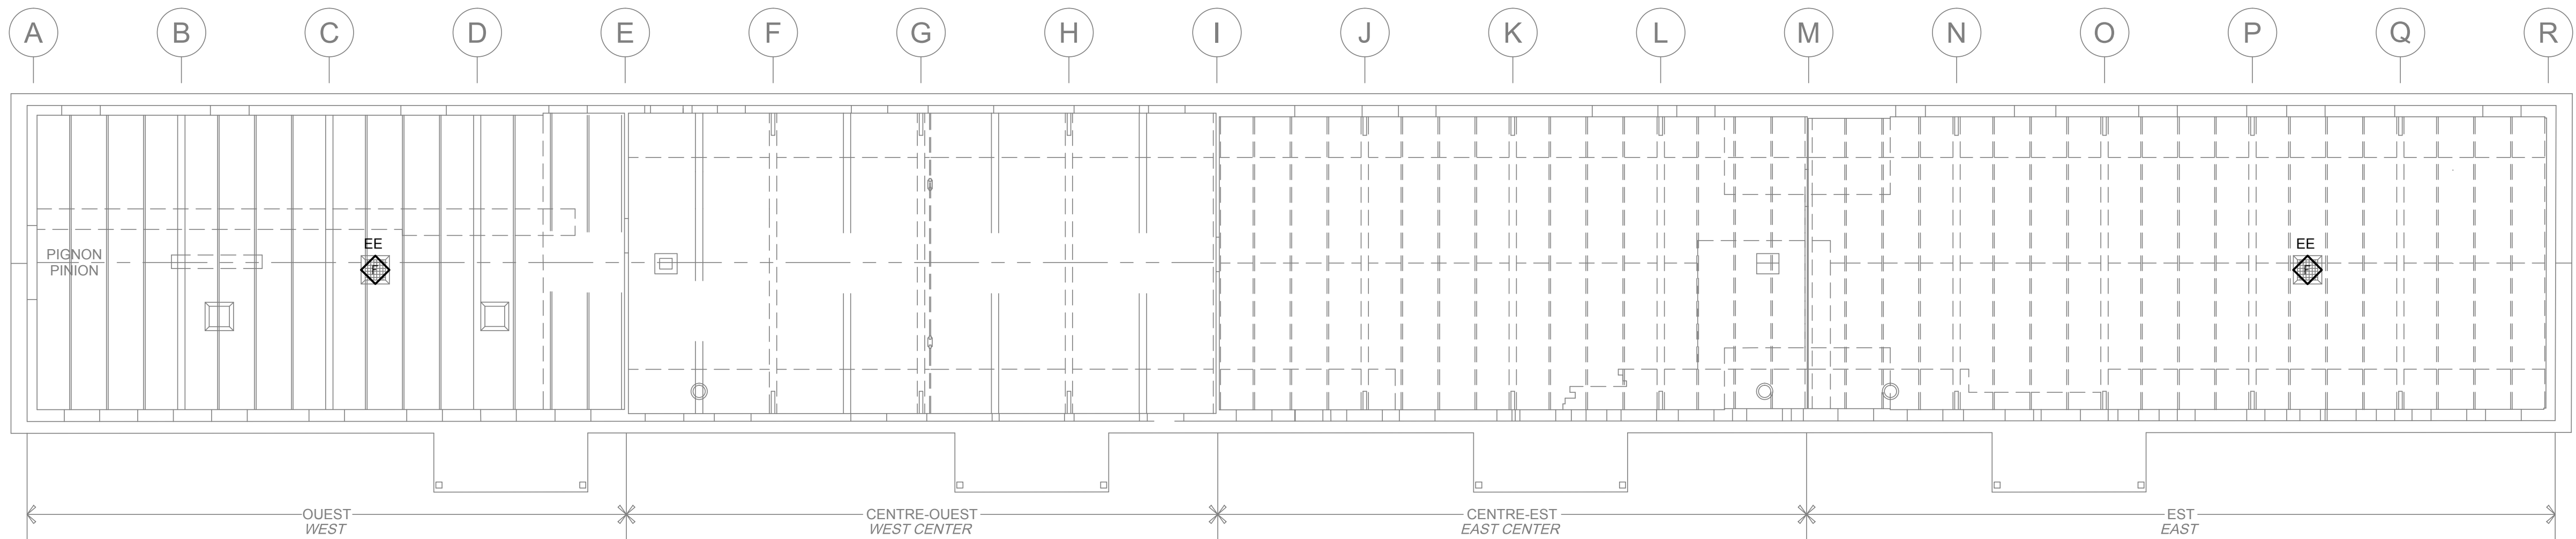 A B C D E F G H I J K L M N O P Q R
EE EE
PIGNON
PINION
F F
OUEST CENTRE-OUEST CENTRE-EST EST
WEST WEST CENTER EAST CENTER EAST